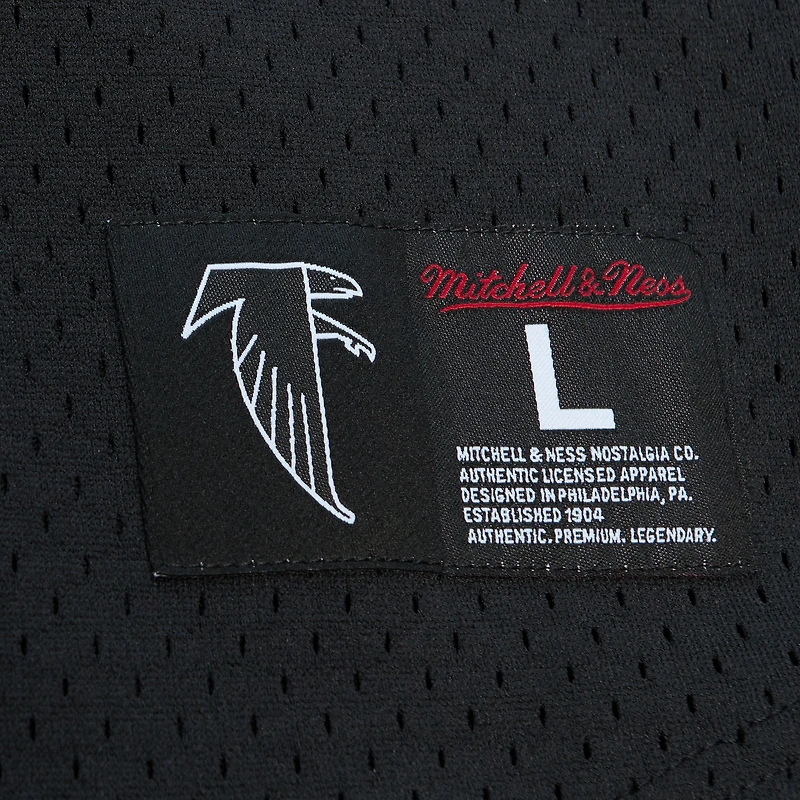 Mitchell & Ness
L
MITCHELL & NESS NOSTALGIA CO.
AUTHENTIC LICENSED APPAREL
DESIGNED IN PHILADELPHIA, PA.
ESTABLISHED 1904
AUTHENTIC. PREMIUM. LEGENDARY.